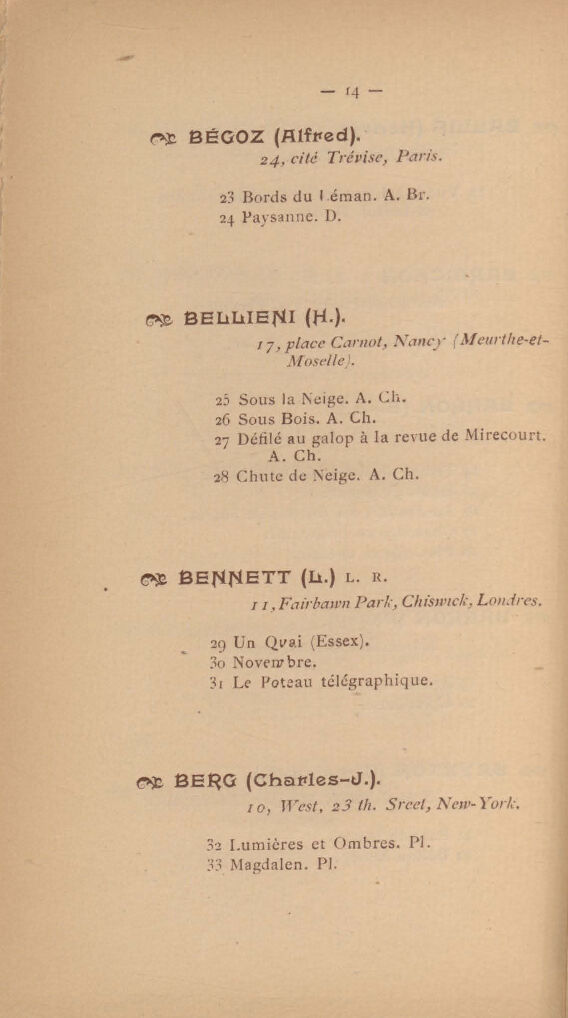 — 14 —
BÉGOZ (Alfred).
24, cité Trévise, Paris.
23 Bords du Léman. A. Br.
24 Paysanne. D.
BELLIENI (H.).
17, place Carnot, Nancy (Meurthe-et-
Moselle).
25 Sous la Neige. A. Ch.
26 Sous Bois. A. Ch.
27 Défilé au galop à la revue de Mirecourt.
A. Ch.
28 Chute de Neige. A. Ch.
BENNETT (L.) L. R.
11, Fairbawn Park, Chiswick, Londres.
29 Un Quai (Essex).
30 Novembre.
31 Le Poteau télégraphique.
BERG (Charles-J.).
10, West, 23 th. Sreet, New-York.
32 Lumières et Ombres. Pl.
33 Magdalen. Pl.